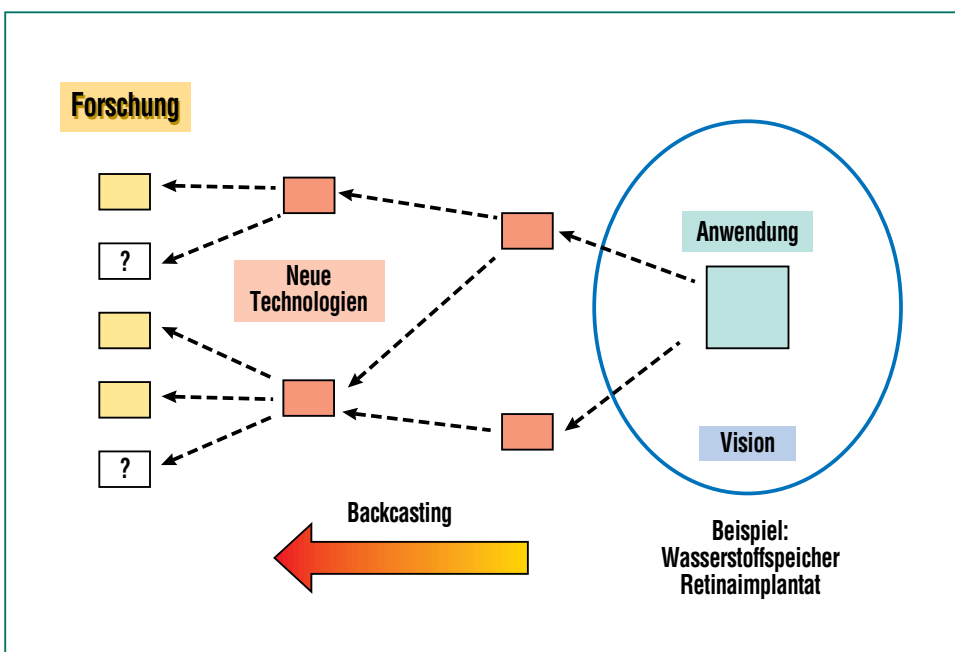 Forschung
?
Neue
Technologien
?
Anwendung
Vision
Backcasting
Beispiel:
Wasserstoffspeicher
Retinaimplantat